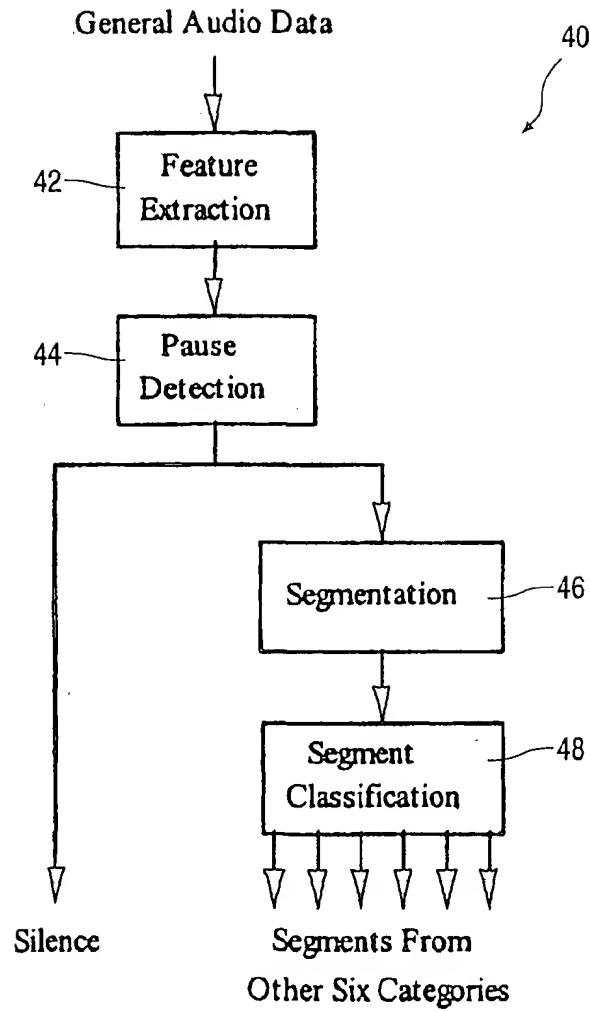 General Audio Data
40
42
Feature
Extraction
44
Pause
Detection
Segmentation
46
Segment
Classification
48
Silence
Segments From
Other Six Categories